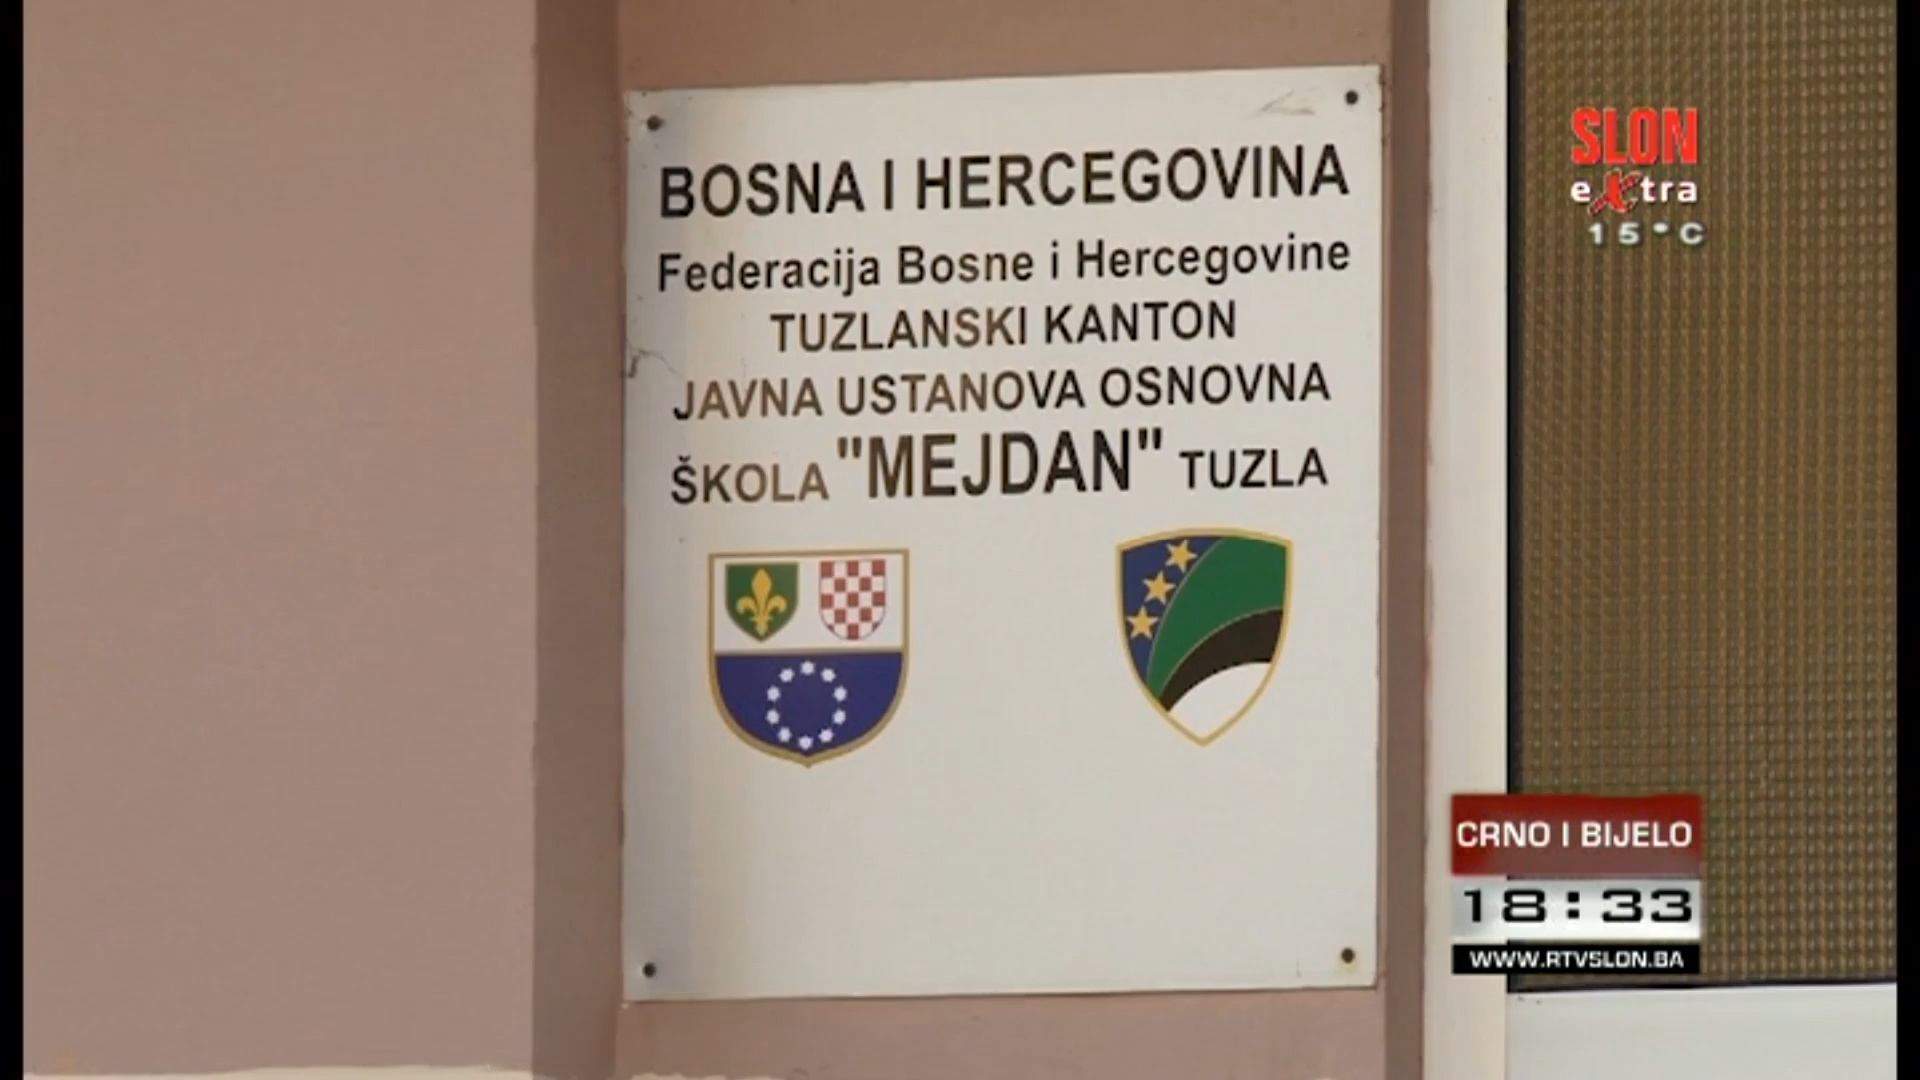 BOSNA I HERCEGOVINA
Federacija Bosne i Hercegovine
TUZLANSKI KANTON
JAVNA USTANOVA OSNOVNA
ŠKOLA "MEJDAN" TUZLA
SLON
extra
15°C
CRNO I BIJELO
18:33
WWW.RTVSLON.BA